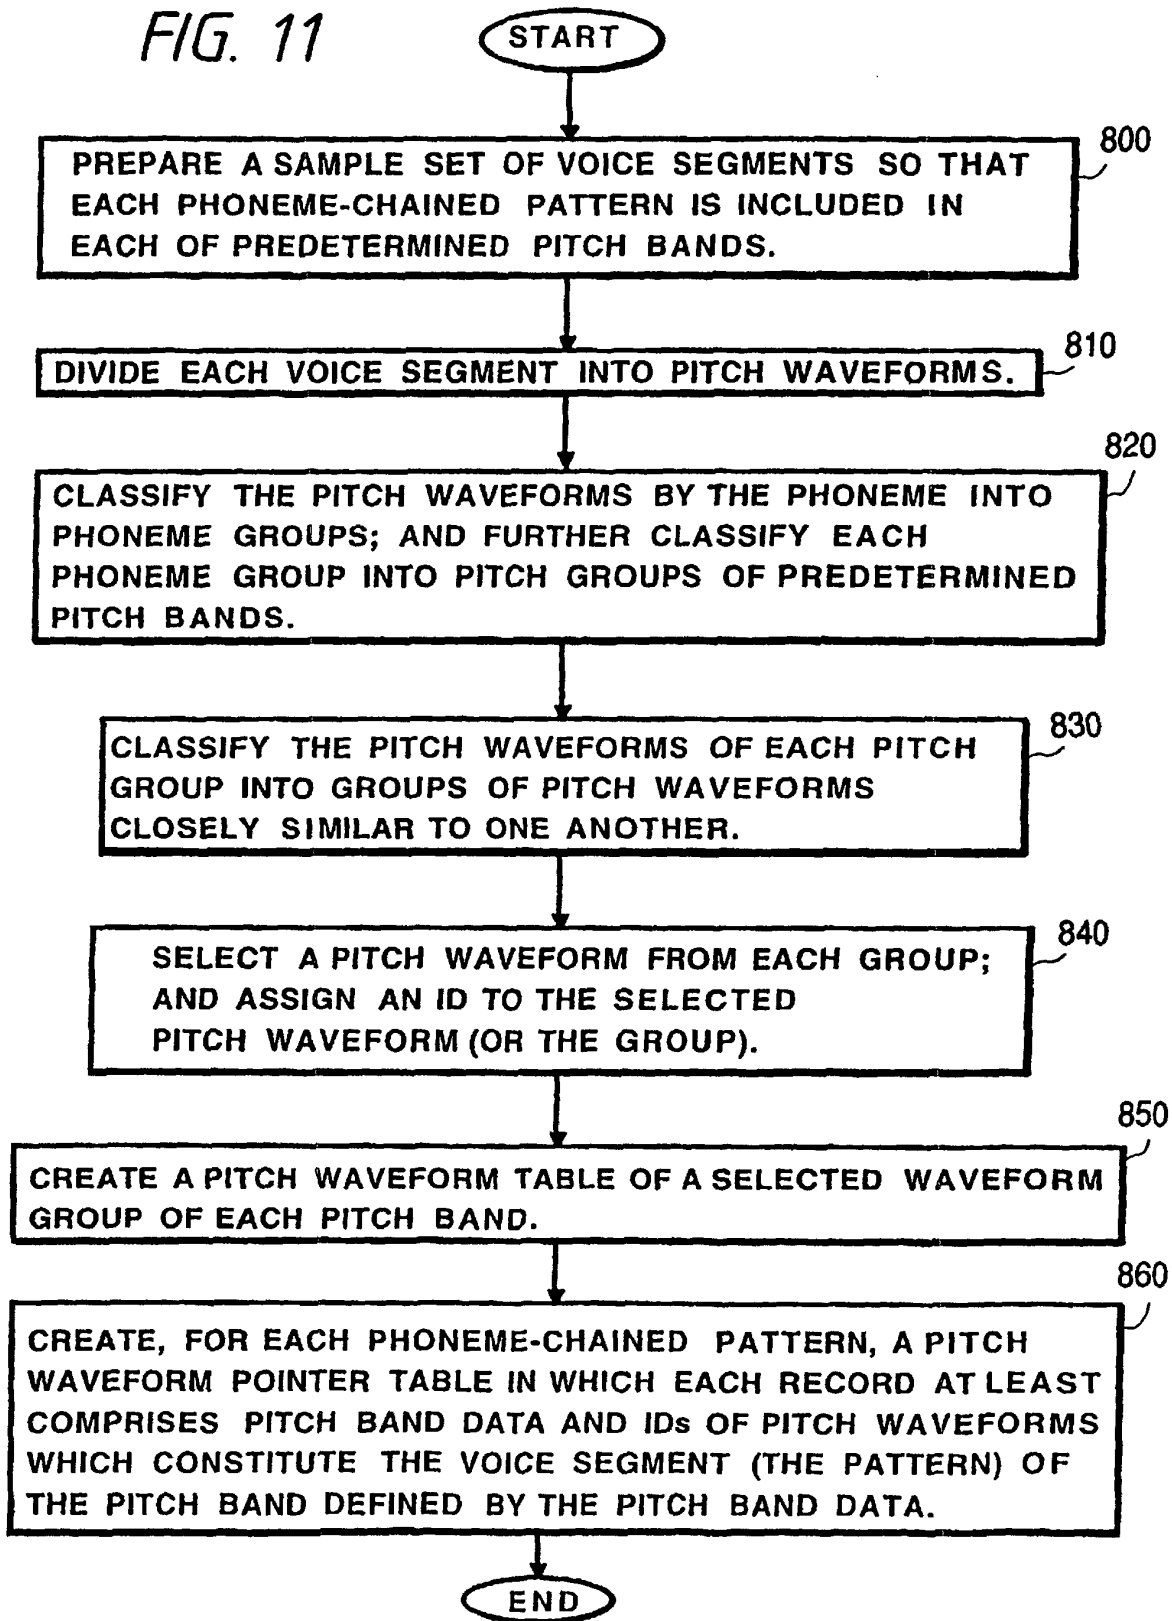 FIG. 11
START
800
PREPARE A SAMPLE SET OF VOICE SEGMENTS SO THAT
EACH PHONEME-CHAINED PATTERN IS INCLUDED IN
EACH OF PREDETERMINED PITCH BANDS.
810
DIVIDE EACH VOICE SEGMENT INTO PITCH WAVEFORMS.
820
CLASSIFY THE PITCH WAVEFORMS BY THE PHONEME INTO
PHONEME GROUPS; AND FURTHER CLASSIFY EACH
PHONEME GROUP INTO PITCH GROUPS OF PREDETERMINED
PITCH BANDS.
830
CLASSIFY THE PITCH WAVEFORMS OF EACH PITCH
GROUP INTO GROUPS OF PITCH WAVEFORMS
CLOSELY SIMILAR TO ONE ANOTHER.
840
SELECT A PITCH WAVEFORM FROM EACH GROUP;
AND ASSIGN AN ID TO THE SELECTED
PITCH WAVEFORM (OR THE GROUP).
850
CREATE A PITCH WAVEFORM TABLE OF A SELECTED WAVEFORM
GROUP OF EACH PITCH BAND.
860
CREATE, FOR EACH PHONEME-CHAINED PATTERN, A PITCH
WAVEFORM POINTER TABLE IN WHICH EACH RECORD AT LEAST
COMPRISES PITCH BAND DATA AND IDs OF PITCH WAVEFORMS
WHICH CONSTITUTE THE VOICE SEGMENT (THE PATTERN) OF
THE PITCH BAND DEFINED BY THE PITCH BAND DATA.
END